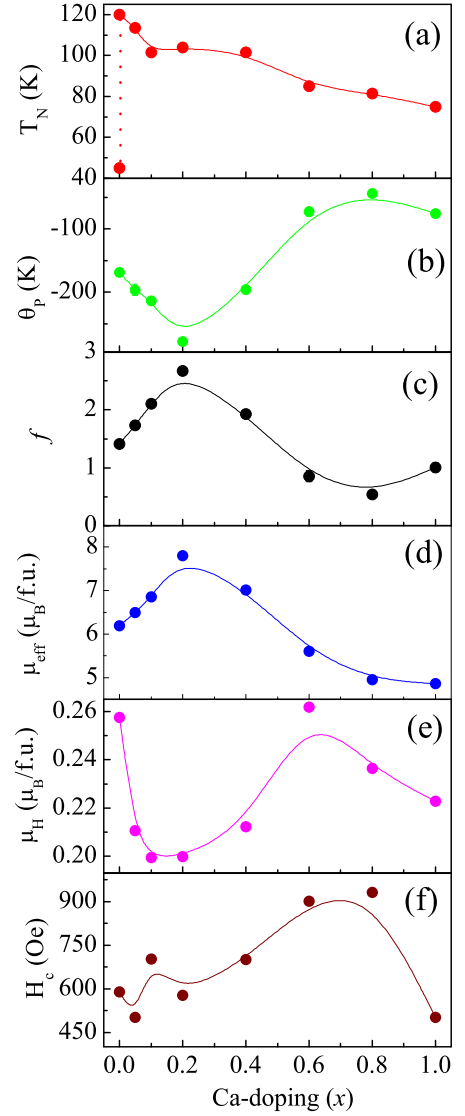 120
100
80
60
40
T_N (K)
(a)
-100
-200
θ_P (K)
(b)
3
2
1
0
f
(c)
8
7
6
5
μ_eff (μ_B/f.u.)
(d)
0.26
0.24
0.22
0.20
μ_H (μ_B/f.u.)
(e)
900
750
600
450
H_c (Oe)
(f)
0.0 0.2 0.4 0.6 0.8 1.0
Ca-doping (x)